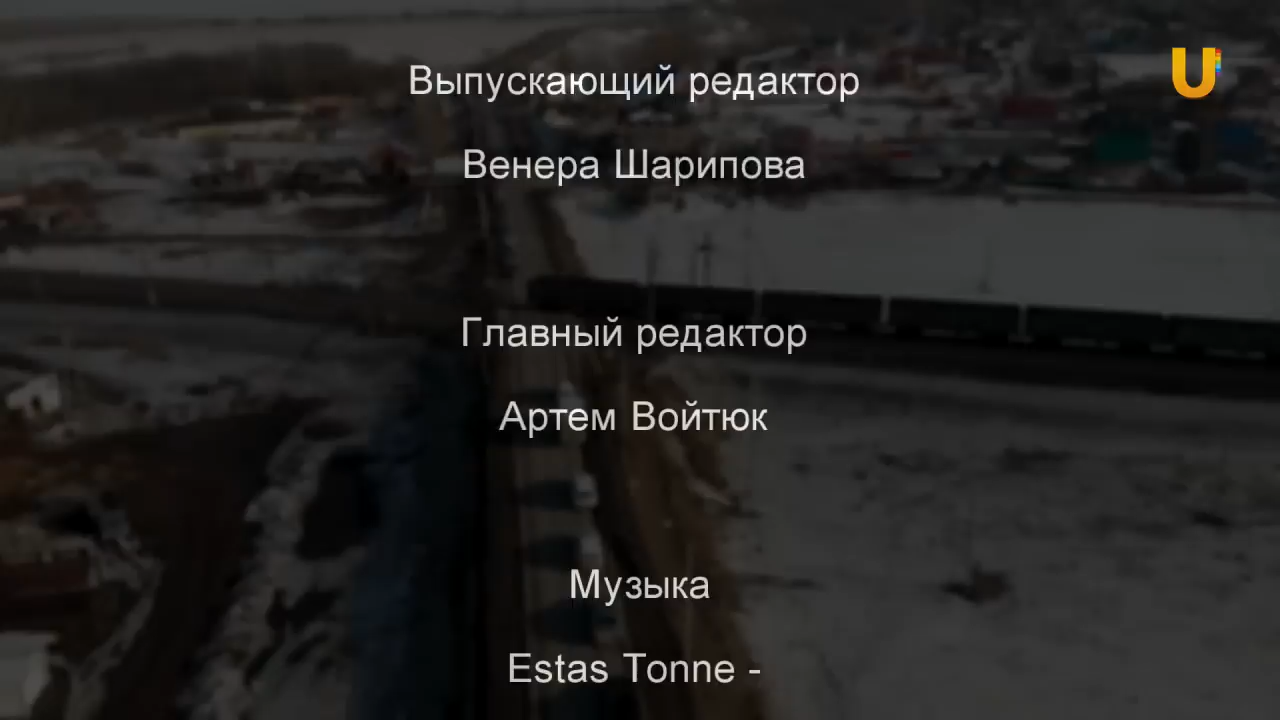 U
Выпускающий редактор
Венера Шарипова
Главный редактор
Артем Войтюк
Музыка
Estas Tonne -